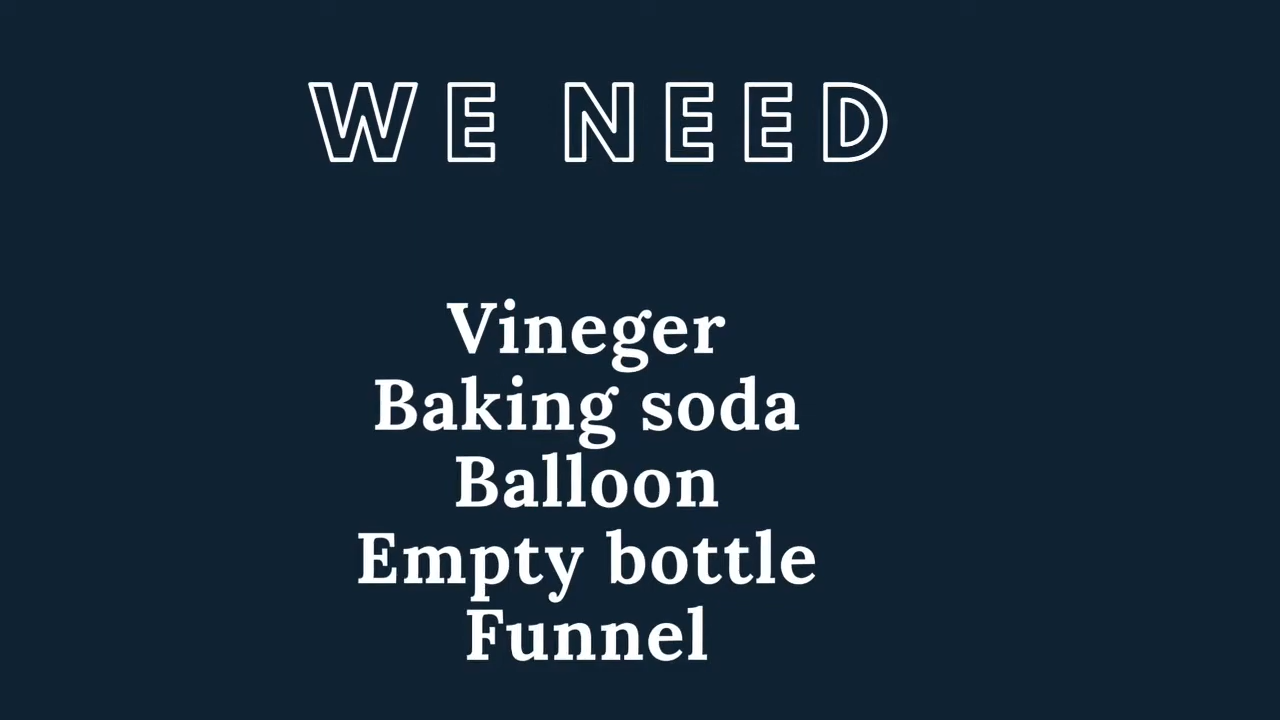 WE NEED
Vineger
Baking soda
Balloon
Empty bottle
Funnel